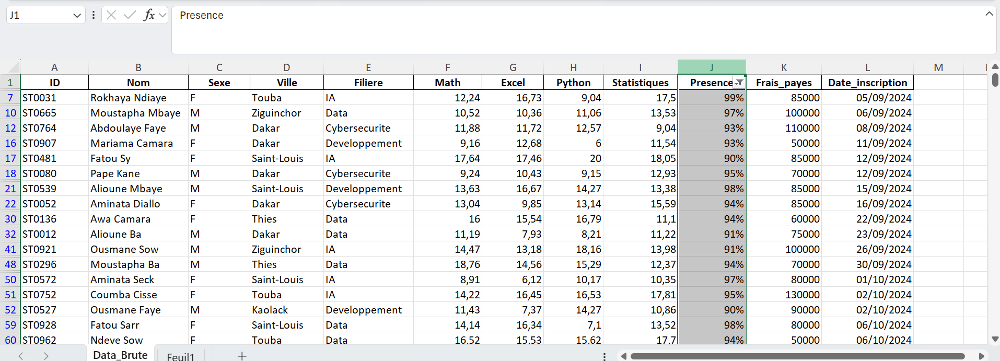 J1 fx Presence
A B C D E F G H I J K L M
1 ID Nom Sexe Ville Filiere Math Excel Python Statistiques Presence Frais_payes Date_inscription
7 ST0031 Rokhaya Ndiaye F Touba IA 12,24 16,73 9,04 17,5 99% 85000 05/09/2024
10 ST0665 Moustapha Mbaye M Ziguinchor Data 10,52 10,36 11,06 13,53 97% 100000 06/09/2024
12 ST0764 Abdoulaye Faye M Dakar Cybersecurite 11,88 11,72 12,57 9,04 93% 110000 08/09/2024
16 ST0907 Mariama Camara F Dakar Developpement 9,16 12,68 6 11,54 93% 50000 11/09/2024
17 ST0481 Fatou Sy F Saint-Louis IA 17,64 17,46 20 18,05 90% 85000 12/09/2024
18 ST0080 Pape Kane M Dakar Cybersecurite 9,24 10,43 9,15 12,93 95% 70000 12/09/2024
21 ST0539 Alioune Mbaye M Saint-Louis Developpement 13,63 16,67 14,27 13,38 98% 85000 15/09/2024
22 ST0052 Aminata Diallo F Dakar Cybersecurite 13,04 9,85 13,14 15,59 94% 85000 16/09/2024
30 ST0136 Awa Camara F Thies Data 16 15,54 16,79 11,1 94% 60000 22/09/2024
32 ST0012 Alioune Ba M Dakar Data 11,19 7,93 8,21 11,22 91% 75000 23/09/2024
41 ST0921 Ousmane Sow M Ziguinchor IA 14,47 13,18 18,16 13,98 91% 100000 26/09/2024
48 ST0296 Moustapha Ba M Thies Data 18,76 14,56 15,29 12,37 94% 70000 30/09/2024
50 ST0572 Aminata Seck F Saint-Louis IA 8,91 6,12 10,17 10,35 97% 80000 01/10/2024
51 ST0752 Coumba Cisse F Touba IA 14,22 16,45 16,53 17,81 95% 130000 02/10/2024
52 ST0527 Ousmane Faye M Kaolack Developpement 11,43 7,37 14,27 10,86 90% 90000 02/10/2024
59 ST0928 Fatou Sarr F Saint-Louis Data 14,14 16,34 7,1 13,52 98% 80000 06/10/2024
60 ST0962 Ndeye Sow F Touba Data 16,52 15,53 15,62 17,7 94% 50000 06/10/2024
Data_Brute Feuil1